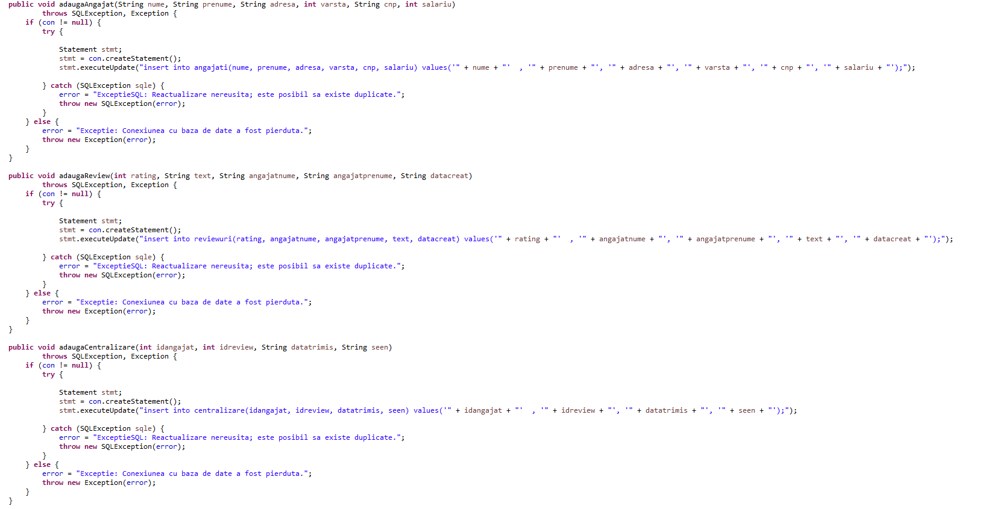 public void adaugaAngajat(String nume, String prenume, String adresa, int varsta, String cnp, int salariu)
        throws SQLException, Exception {
    if (con != null) {
        try {

            Statement stmt;
            stmt = con.createStatement();
            stmt.executeUpdate("insert into angajati(nume, prenume, adresa, varsta, cnp, salariu) values('" + nume + "'  , '" + prenume + "', '" + adresa + "', '" + varsta + "', '" + cnp + "', '" + salariu + "');");

        } catch (SQLException sqle) {
            error = "ExceptieSQL: Reactualizare nereusita; este posibil sa existe duplicate.";
            throw new SQLException(error);
        }
    } else {
        error = "Exceptie: Conexiunea cu baza de date a fost pierduta.";
        throw new Exception(error);
    }
}

public void adaugaReview(int rating, String text, String angajatnume, String angajatprenume, String datacreat)
        throws SQLException, Exception {
    if (con != null) {
        try {

            Statement stmt;
            stmt = con.createStatement();
            stmt.executeUpdate("insert into reviewuri(rating, angajatnume, angajatprenume, text, datacreat) values('" + rating + "'  , '" + angajatnume + "', '" + angajatprenume + "', '" + text + "', '" + datacreat + "');");

        } catch (SQLException sqle) {
            error = "ExceptieSQL: Reactualizare nereusita; este posibil sa existe duplicate.";
            throw new SQLException(error);
        }
    } else {
        error = "Exceptie: Conexiunea cu baza de date a fost pierduta.";
        throw new Exception(error);
    }
}

public void adaugaCentralizare(int idangajat, int idreview, String datatrimis, String seen)
        throws SQLException, Exception {
    if (con != null) {
        try {

            Statement stmt;
            stmt = con.createStatement();
            stmt.executeUpdate("insert into centralizare(idangajat, idreview, datatrimis, seen) values('" + idangajat + "'  , '" + idreview + "', '" + datatrimis + "', '" + seen + "');");

        } catch (SQLException sqle) {
            error = "ExceptieSQL: Reactualizare nereusita; este posibil sa existe duplicate.";
            throw new SQLException(error);
        }
    } else {
        error = "Exceptie: Conexiunea cu baza de date a fost pierduta.";
        throw new Exception(error);
    }
}